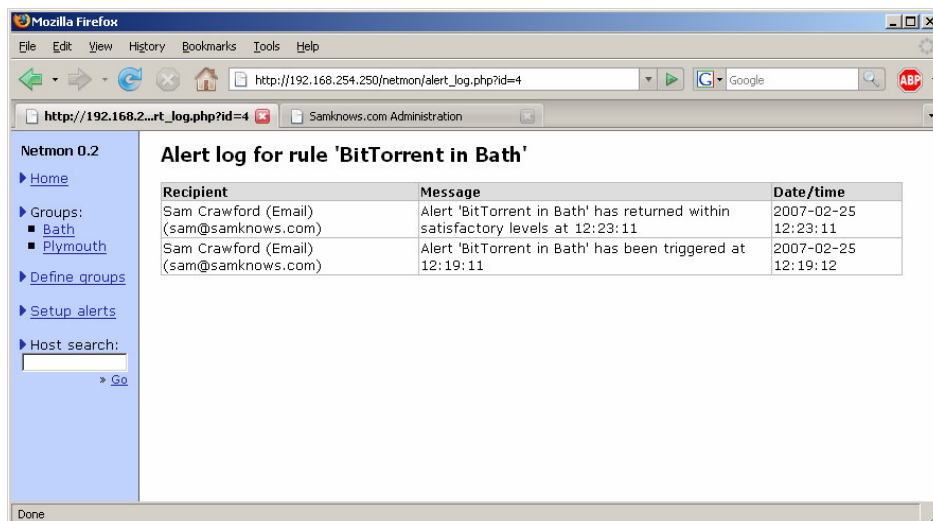 Mozilla Firefox
File Edit View History Bookmarks Tools Help
http://192.168.254.250/netmon/alert_log.php?id=4
G Google
ABP
http://192.168.2...rt_log.php?id=4
Samknows.com Administration
Netmon 0.2
Home
Groups:
Bath
Plymouth
Define groups
Setup alerts
Host search:
» Go
Alert log for rule 'BitTorrent in Bath'
Recipient Message Date/time
Sam Crawford (Email) Alert 'BitTorrent in Bath' has returned within 2007-02-25
(sam@samknows.com) satisfactory levels at 12:23:11 12:23:11
Sam Crawford (Email) Alert 'BitTorrent in Bath' has been triggered at 2007-02-25
(sam@samknows.com) 12:19:11 12:19:12
Done